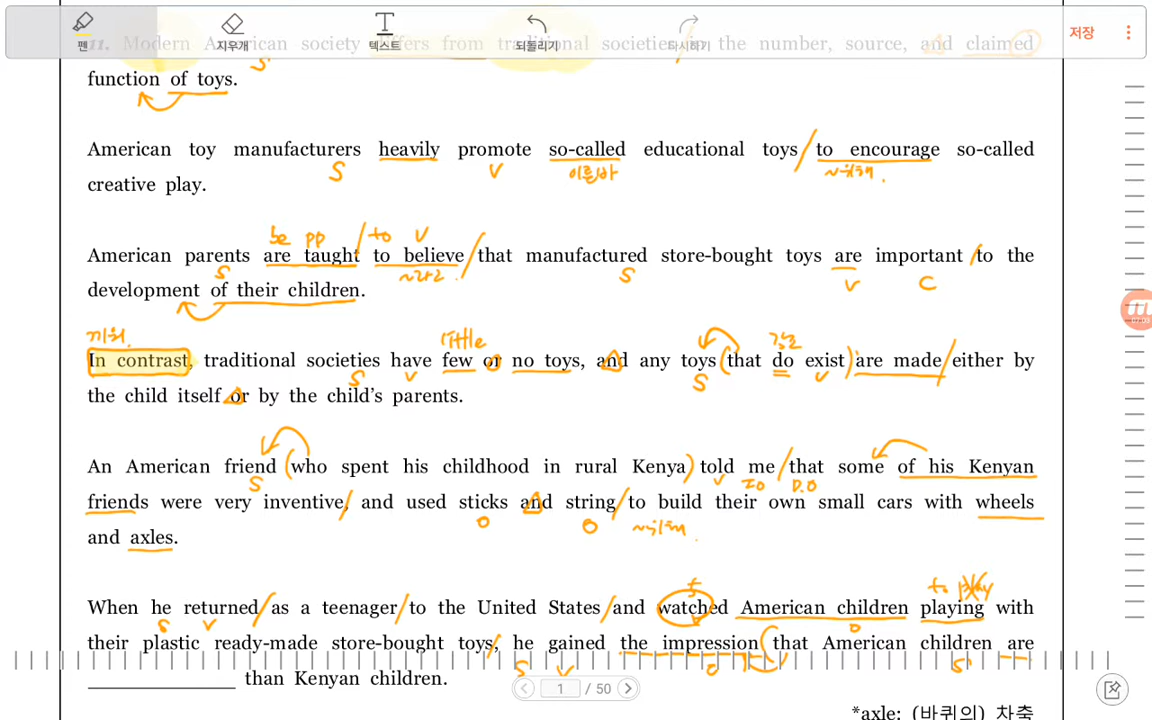 펜 지우개 텍스트 되돌리기 다시하기 저장
11. Modern American society differs from traditional societies in the number, source, and claimed
function of toys.
S
American toy manufacturers heavily promote so-called educational toys / to encourage so-called
S V 이른바 ~위해.
creative play.
be pp / to V
American parents are taught to believe / that manufactured store-bought toys are important / to the
S ~라고. S V C
development of their children.
little 강조
In contrast, traditional societies have few or no toys, and any toys (that do exist) are made / either by
S V S V
the child itself or by the child's parents.
An American friend (who spent his childhood in rural Kenya) told me / that some of his Kenyan
S V IO D.O
friends were very inventive / and used sticks and string / to build their own small cars with wheels
O O ~위해.
and axles.
5 to play
When he returned / as a teenager / to the United States / and watched American children playing with
S V O
their plastic ready-made store-bought toys, he gained the impression (that American children are
S V O S'
than Kenyan children.
1 / 50
*axle: (바퀴의) 차축